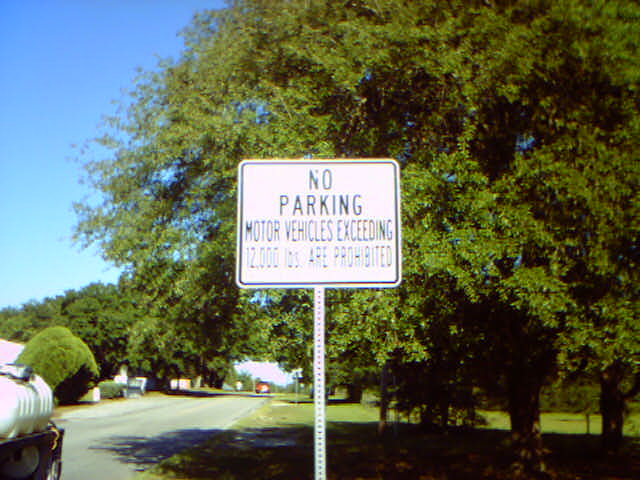 NO
PARKING
MOTOR VEHICLES EXCEEDING
12,000 lbs. ARE PROHIBITED